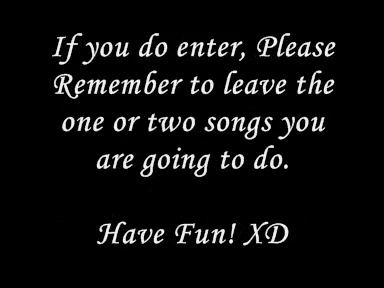 If you do enter, Please
Remember to leave the
one or two songs you
are going to do.
Have Fun! XD